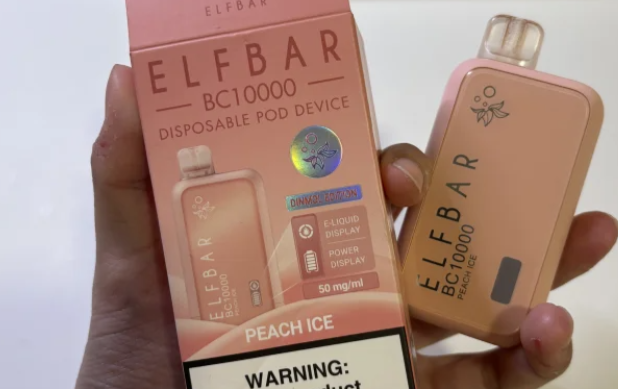 ELFBAR
ELFBAR
BC10000
DISPOSABLE POD DEVICE
E-LIQUID
DISPLAY
POWER
DISPLAY
50 mg/ml
ELFBAR
BC10000
PEACH ICE
WARNING:
ELFBAR
BC10000
PEACH ICE